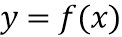 y = f(x)